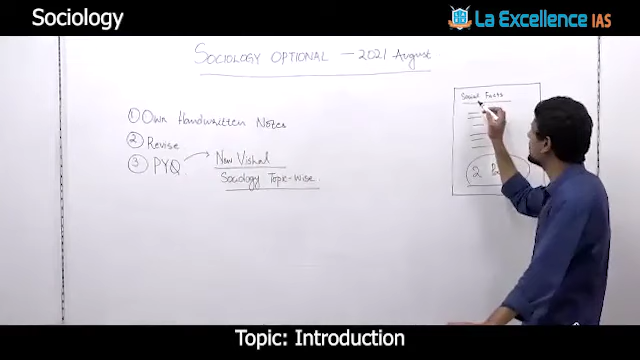 Sociology
La Excellence IAS
SOCIOLOGY OPTIONAL - 2021 August
① Own Handwritten Notes
② Revise
③ PYQ
Now Vishal
Sociology Topic-Wise.
Social Facts
2
Topic: Introduction